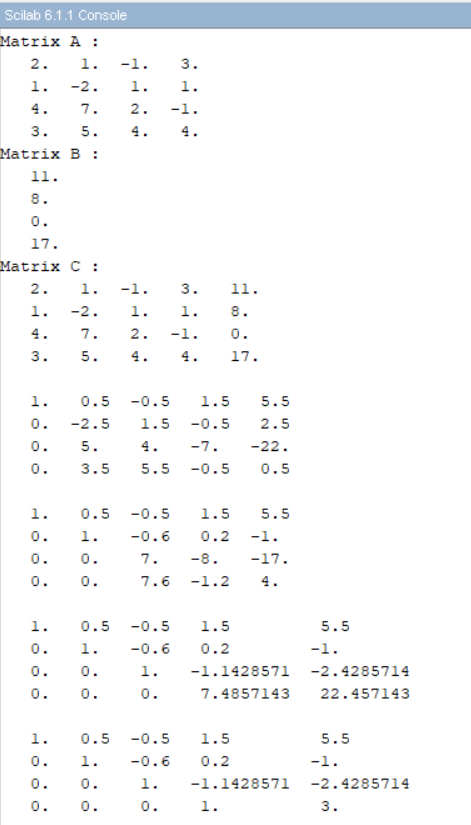 Scilab 6.1.1 Console
Matrix A :
2. 1. -1. 3.
1. -2. 1. 1.
4. 7. 2. -1.
3. 5. 4. 4.
Matrix B :
11.
8.
0.
17.
Matrix C :
2. 1. -1. 3. 11.
1. -2. 1. 1. 8.
4. 7. 2. -1. 0.
3. 5. 4. 4. 17.
1. 0.5 -0.5 1.5 5.5
0. -2.5 1.5 -0.5 2.5
0. 5. 4. -7. -22.
0. 3.5 5.5 -0.5 0.5
1. 0.5 -0.5 1.5 5.5
0. 1. -0.6 0.2 -1.
0. 0. 7. -8. -17.
0. 0. 7.6 -1.2 4.
1. 0.5 -0.5 1.5 5.5
0. 1. -0.6 0.2 -1.
0. 0. 1. -1.1428571 -2.4285714
0. 0. 0. 7.4857143 22.457143
1. 0.5 -0.5 1.5 5.5
0. 1. -0.6 0.2 -1.
0. 0. 1. -1.1428571 -2.4285714
0. 0. 0. 1. 3.